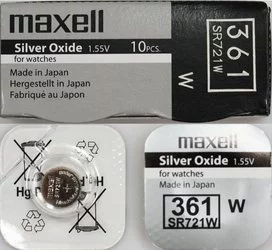 maxell
Silver Oxide 1.55V 10PCS.
for watches
Made in Japan
Hergestellt in Japan
Fabriqué au Japon
361
SR721W
W
Hg
maxell
Silver Oxide 1.55V
for watches
Made in Japan
361 W
SR721W